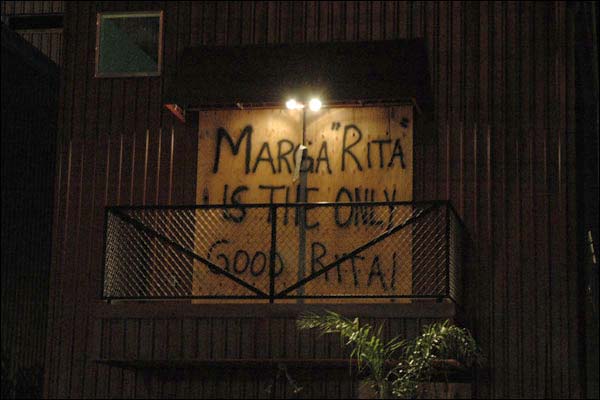 MARGA"RITA"
IS THE ONLY
GOOD RITA!